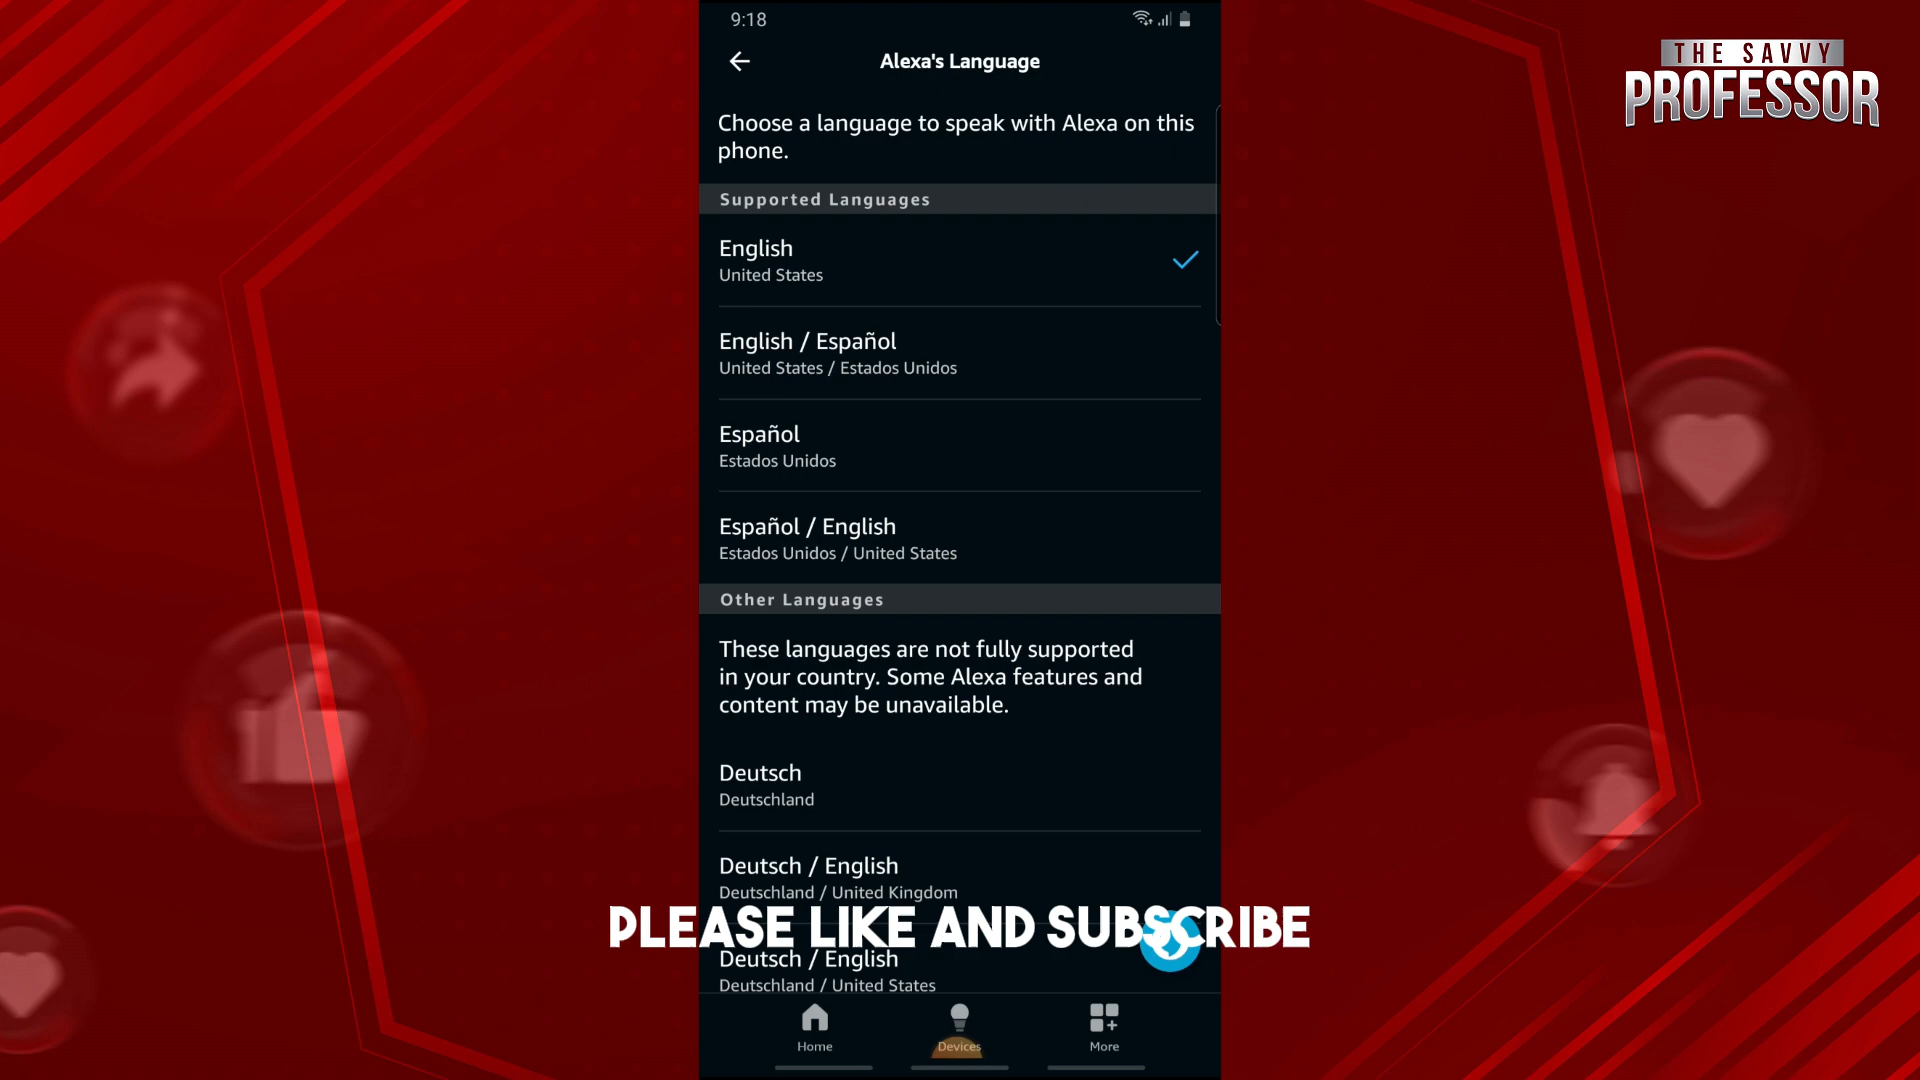 9:18
Alexa's Language
THE SAVVY
PROFESSOR
Choose a language to speak with Alexa on this
phone.
Supported Languages
English
United States
English / Español
United States / Estados Unidos
Español
Estados Unidos
Español / English
Estados Unidos / United States
Other Languages
These languages are not fully supported
in your country. Some Alexa features and
content may be unavailable.
Deutsch
Deutschland
Deutsch / English
Deutschland / United Kingdom
PLEASE LIKE AND SUBSCRIBE
Deutsch / English
Deutschland / United States
Home
Devices
More